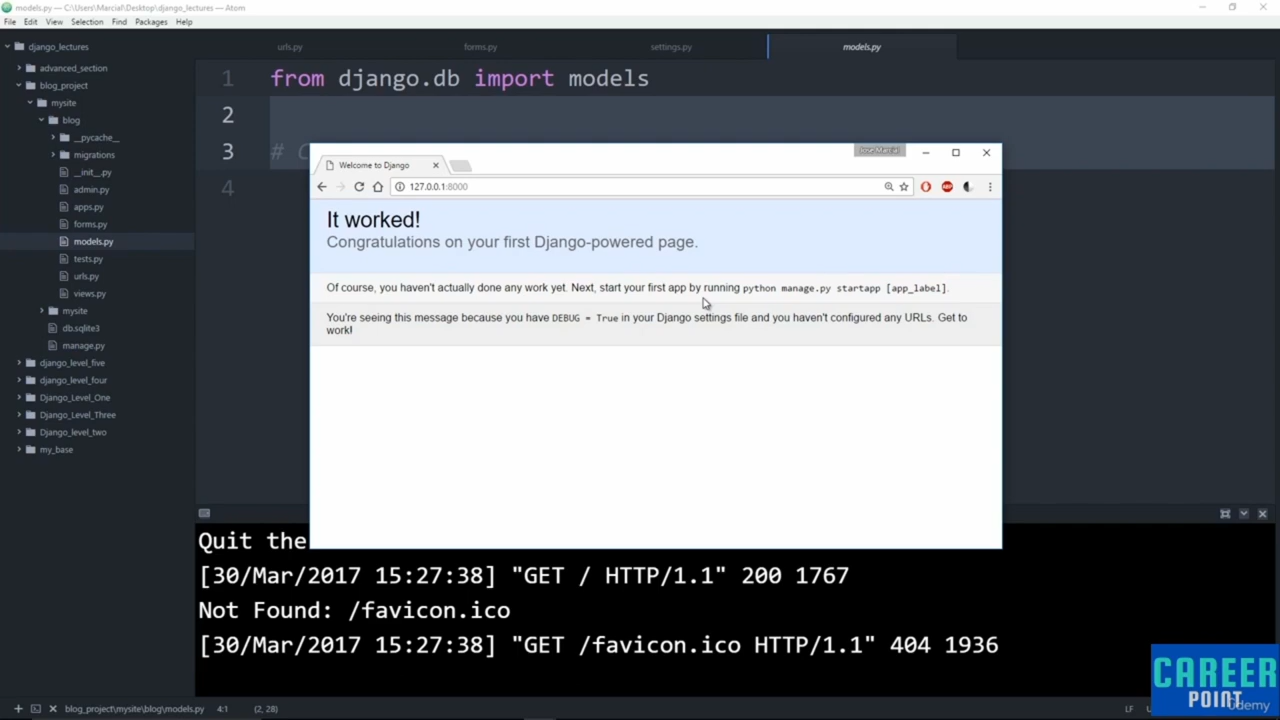 models.py — C:\Users\Marcial\Desktop\django_lectures — Atom
File Edit View Selection Find Packages Help
django_lectures
advanced_section
blog_project
mysite
blog
__pycache__
migrations
__init__.py
admin.py
apps.py
forms.py
models.py
tests.py
urls.py
views.py
mysite
db.sqlite3
manage.py
django_level_five
django_level_four
Django_Level_One
Django_Level_Three
Django_level_two
my_base
urls.py forms.py settings.py models.py
1 from django.db import models
2
3 #
4
Jose Marcial
Welcome to Django
127.0.0.1:8000
It worked!
Congratulations on your first Django-powered page.
Of course, you haven't actually done any work yet. Next, start your first app by running python manage.py startapp [app_label].
You're seeing this message because you have DEBUG = True in your Django settings file and you haven't configured any URLs. Get to
work!
Quit the
[30/Mar/2017 15:27:38] "GET / HTTP/1.1" 200 1767
Not Found: /favicon.ico
[30/Mar/2017 15:27:38] "GET /favicon.ico HTTP/1.1" 404 1936
blog_project\mysite\blog\models.py 4:1 (2, 28)
LF
CAREER
POINT
Udemy